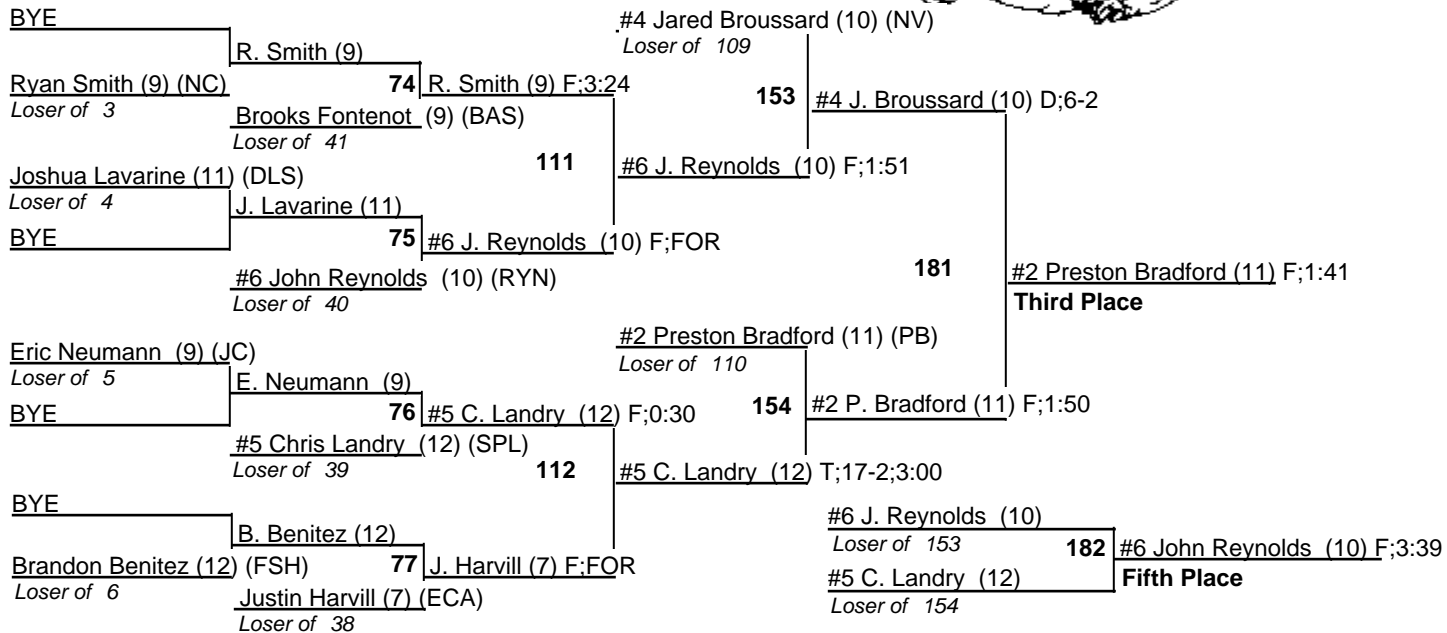 BYE
R. Smith (9)
Ryan Smith (9) (NC)
Loser of 3
74
R. Smith (9) F;3:24
Brooks Fontenot (9) (BAS)
Loser of 41
111
Joshua Lavarine (11) (DLS)
Loser of 4
J. Lavarine (11)
BYE
75
#6 J. Reynolds (10) F;FOR
#6 John Reynolds (10) (RYN)
Loser of 40
#4 Jared Broussard (10) (NV)
Loser of 109
153
#4 J. Broussard (10) D;6-2
#6 J. Reynolds (10) F;1:51
181
#2 Preston Bradford (11) F;1:41
Third Place
Eric Neumann (9) (JC)
Loser of 5
E. Neumann (9)
BYE
76
#5 C. Landry (12) F;0:30
#5 Chris Landry (12) (SPL)
Loser of 39
112
BYE
B. Benitez (12)
Brandon Benitez (12) (FSH)
Loser of 6
77
J. Harvill (7) F;FOR
Justin Harvill (7) (ECA)
Loser of 38
#2 Preston Bradford (11) (PB)
Loser of 110
154
#2 P. Bradford (11) F;1:50
#5 C. Landry (12) T;17-2;3:00
#6 J. Reynolds (10)
Loser of 153
182
#6 John Reynolds (10) F;3:39
#5 C. Landry (12)
Fifth Place
Loser of 154